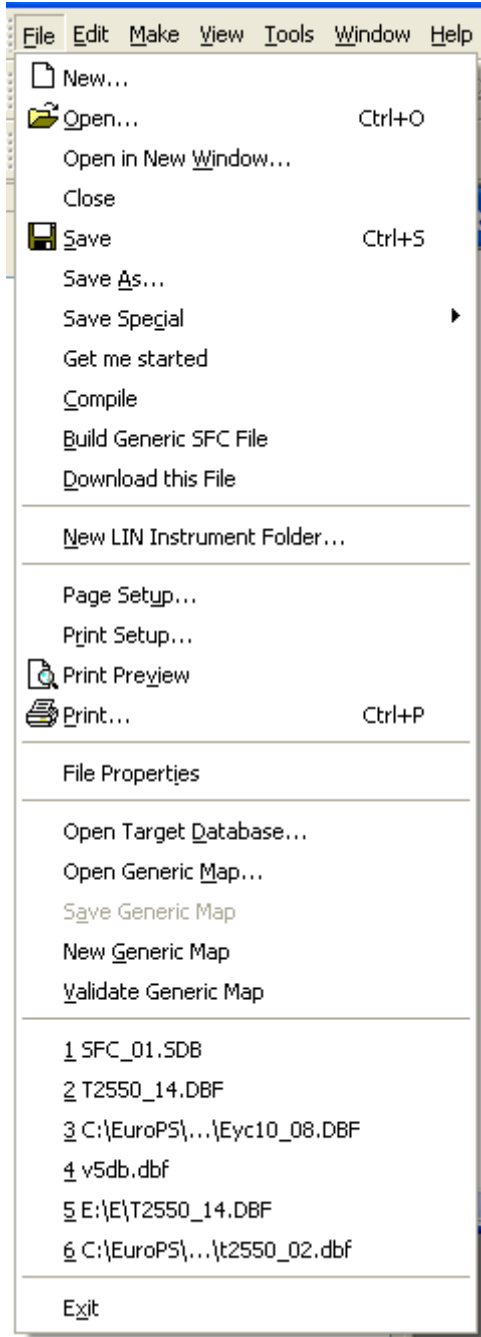 File Edit Make View Tools Window Help
New...
Open... Ctrl+O
Open in New Window...
Close
Save Ctrl+S
Save As...
Save Special
Get me started
Compile
Build Generic SFC File
Download this File
New LIN Instrument Folder...
Page Setup...
Print Setup...
Print Preview
Print... Ctrl+P
File Properties
Open Target Database...
Open Generic Map...
Save Generic Map
New Generic Map
Validate Generic Map
1 SFC_01.SDB
2 T2550_14.DBF
3 C:\EuroPS\...\Eyc10_08.DBF
4 v5db.dbf
5 E:\E\T2550_14.DBF
6 C:\EuroPS\...\t2550_02.dbf
Exit